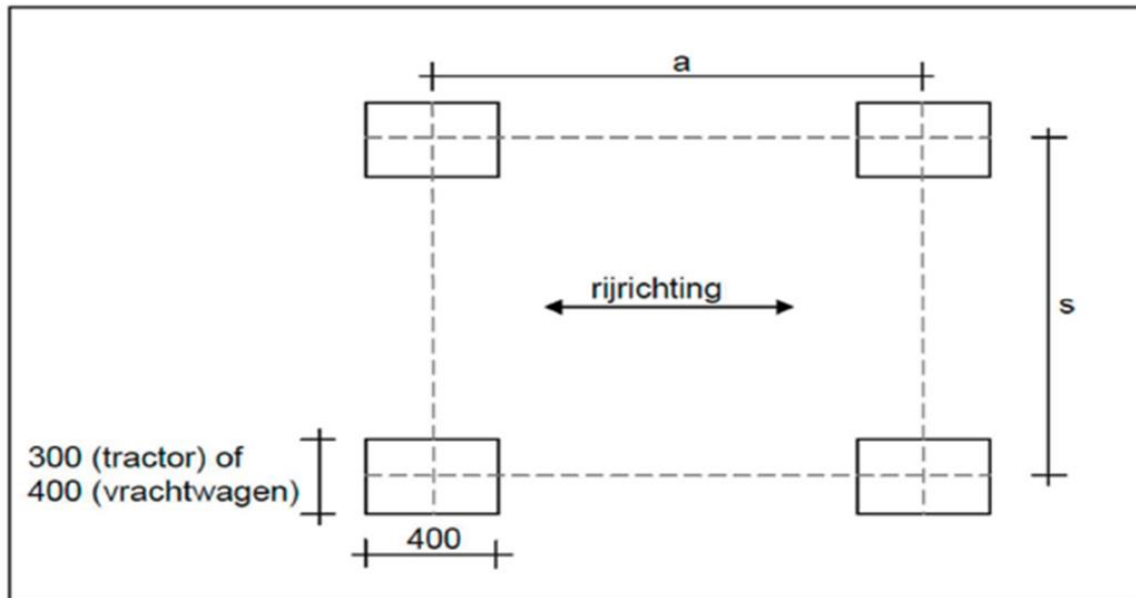 a
rijrichting
s
300 (tractor) of
400 (vrachtwagen)
400